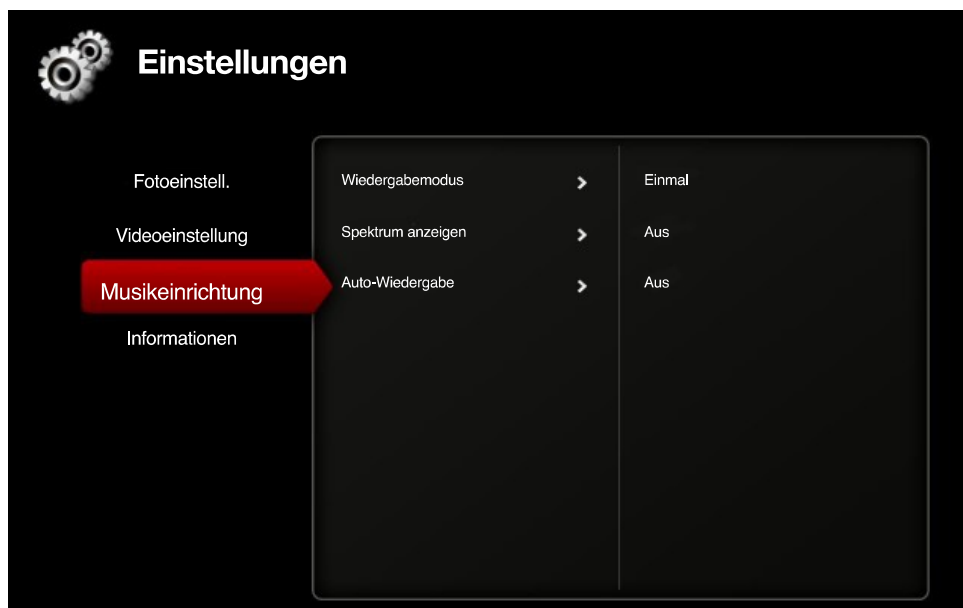 Einstellungen
Fotoeinstell.
Videoeinstellung
Musikeinrichtung
Informationen
Wiedergabemodus
Einmal
Spektrum anzeigen
Aus
Auto-Wiedergabe
Aus